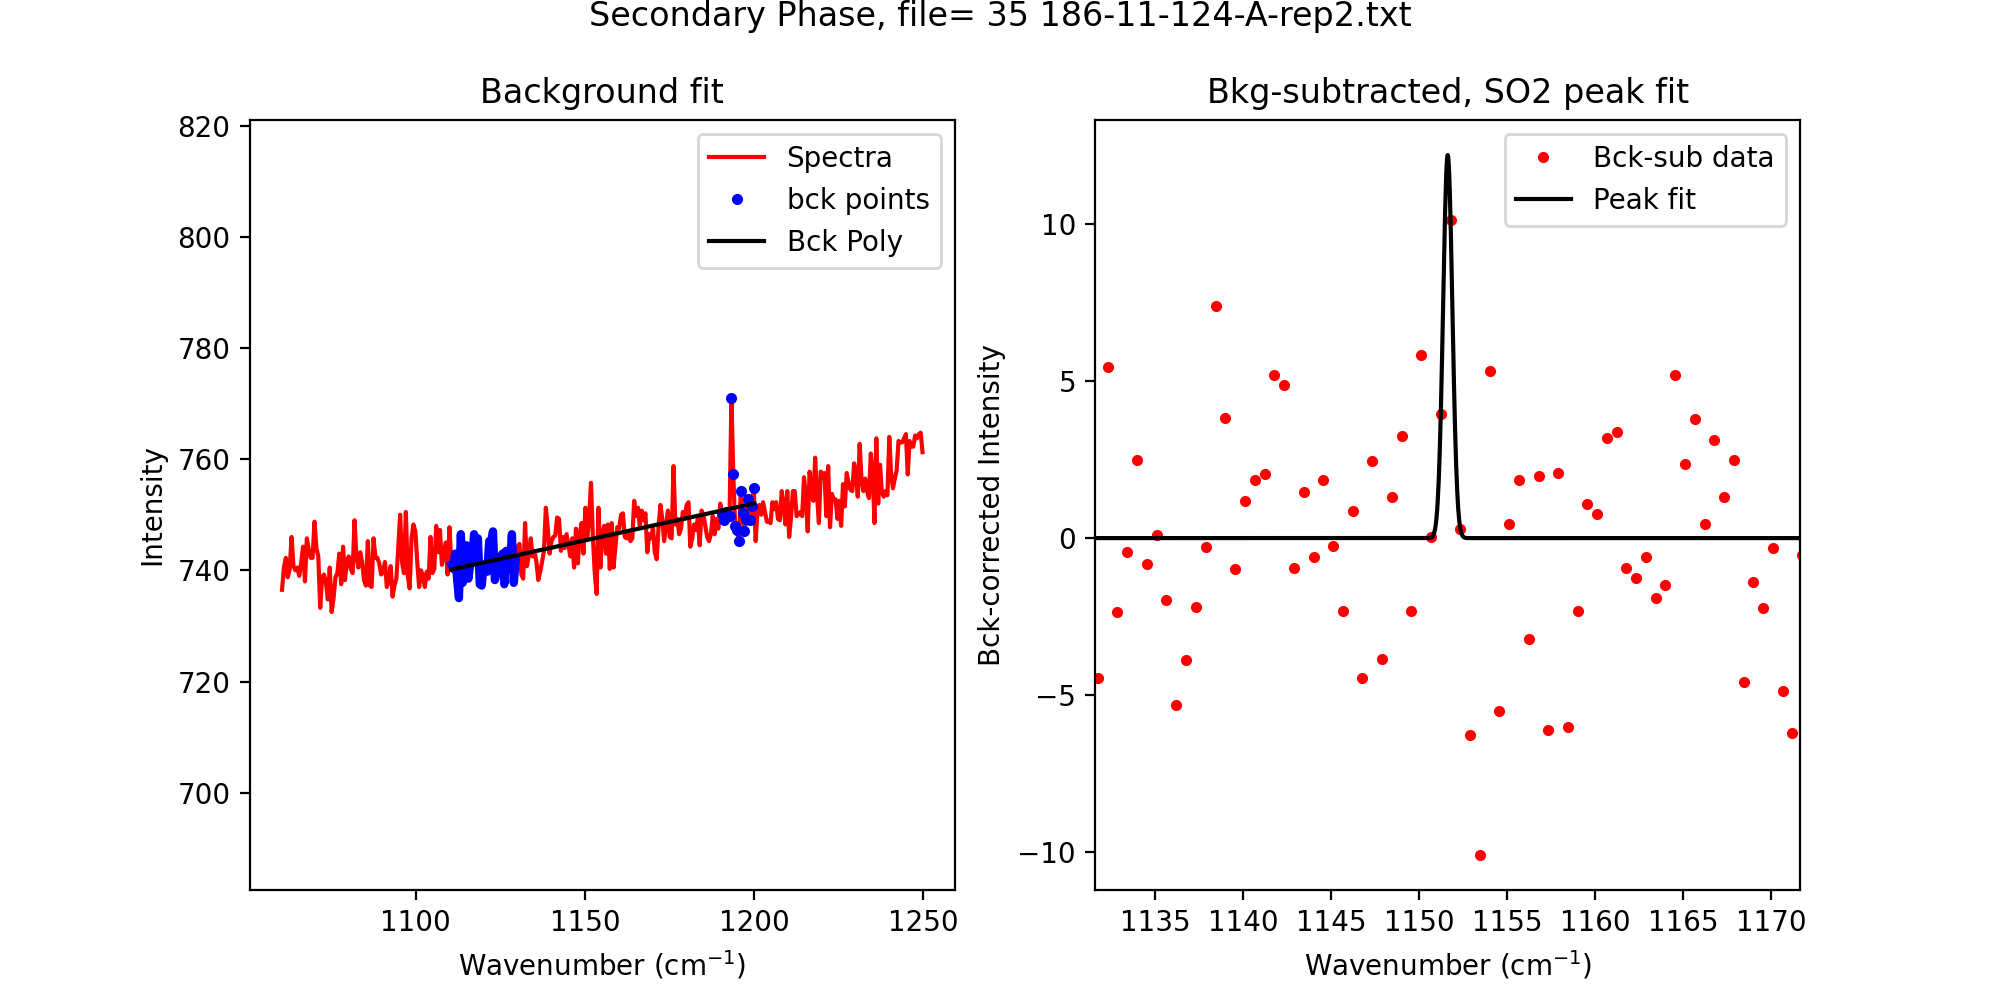 Secondary Phase, file= 35 186-11-124-A-rep2.txt
Background fit
820
800
780
760
740
720
700
Intensity
1100 1150 1200 1250
Wavenumber (cm⁻¹)
Spectra
bck points
Bck Poly
Bkg-subtracted, SO2 peak fit
10
5
0
−5
−10
Bck-corrected Intensity
1135 1140 1145 1150 1155 1160 1165 1170
Wavenumber (cm⁻¹)
Bck-sub data
Peak fit